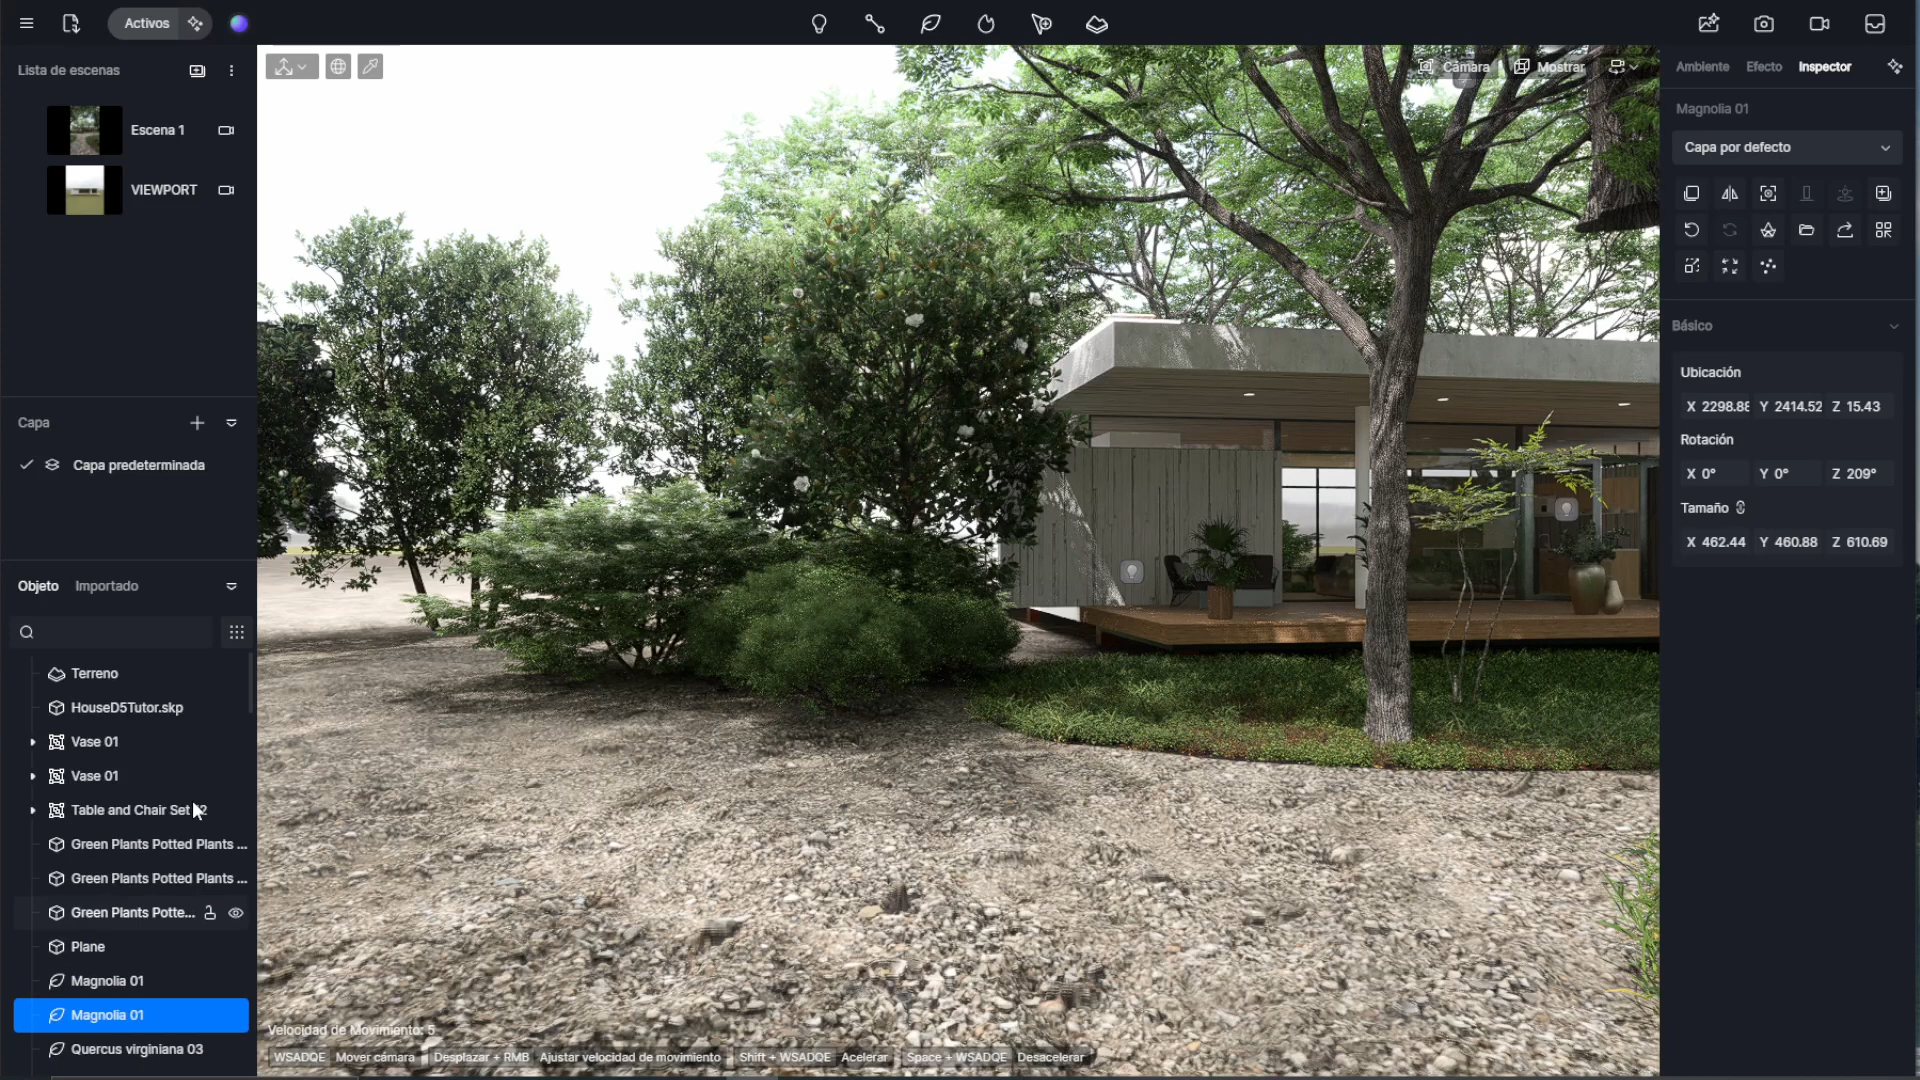 Activos
Lista de escenas
Escena 1
VIEWPORT
Capa
Capa predeterminada
Objeto
Importado
Terreno
HouseD5Tutor.skp
Vase 01
Vase 01
Table and Chair Set
Green Plants Potted Plants ...
Green Plants Potted Plants ...
Green Plants Potte...
Plane
Magnolia 01
Magnolia 01
Quercus virginiana 03
Cámara
Mostrar
Velocidad de Movimiento: 5
WSADQE Mover cámara Desplazar + RMB Ajustar velocidad de movimiento Shift + WSADQE Acelerar Space + WSADQE Desacelerar
Ambiente Efecto Inspector
Magnolia 01
Capa por defecto
Básico
Ubicación
X 2298.88 Y 2414.52 Z 15.43
Rotación
X 0° Y 0° Z 209°
Tamaño
X 462.44 Y 460.88 Z 610.69